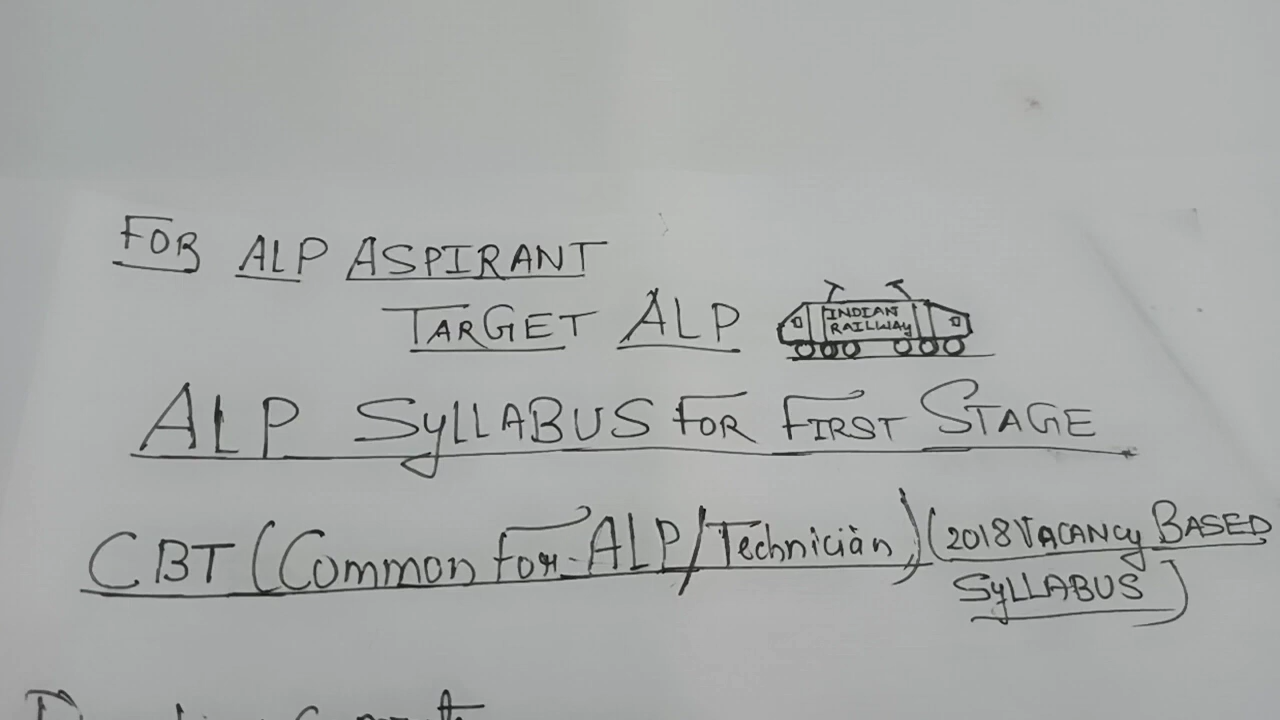 FOR ALP ASPIRANT
TARGET ALP
INDIAN
RAILWAY
ALP SYLLABUS FOR FIRST STAGE
CBT (Common For ALP/Technician) (2018 VACANCY BASED
SYLLABUS)